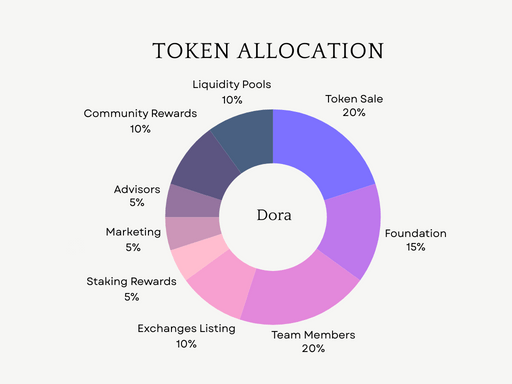 TOKEN ALLOCATION
Liquidity Pools
10%
Token Sale
20%
Community Rewards
10%
Advisors
5%
Dora
Marketing
5%
Foundation
15%
Staking Rewards
5%
Exchanges Listing
10%
Team Members
20%